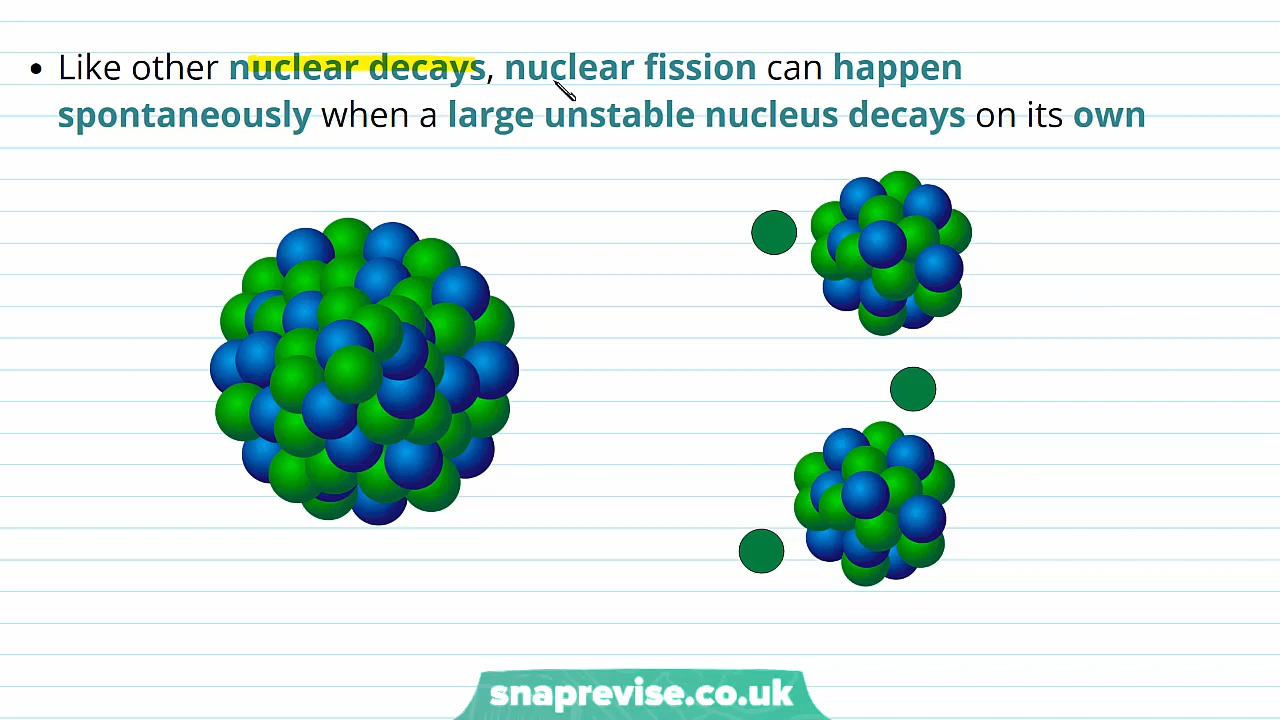 • Like other nuclear decays, nuclear fission can happen
spontaneously when a large unstable nucleus decays on its own
snaprevise.co.uk